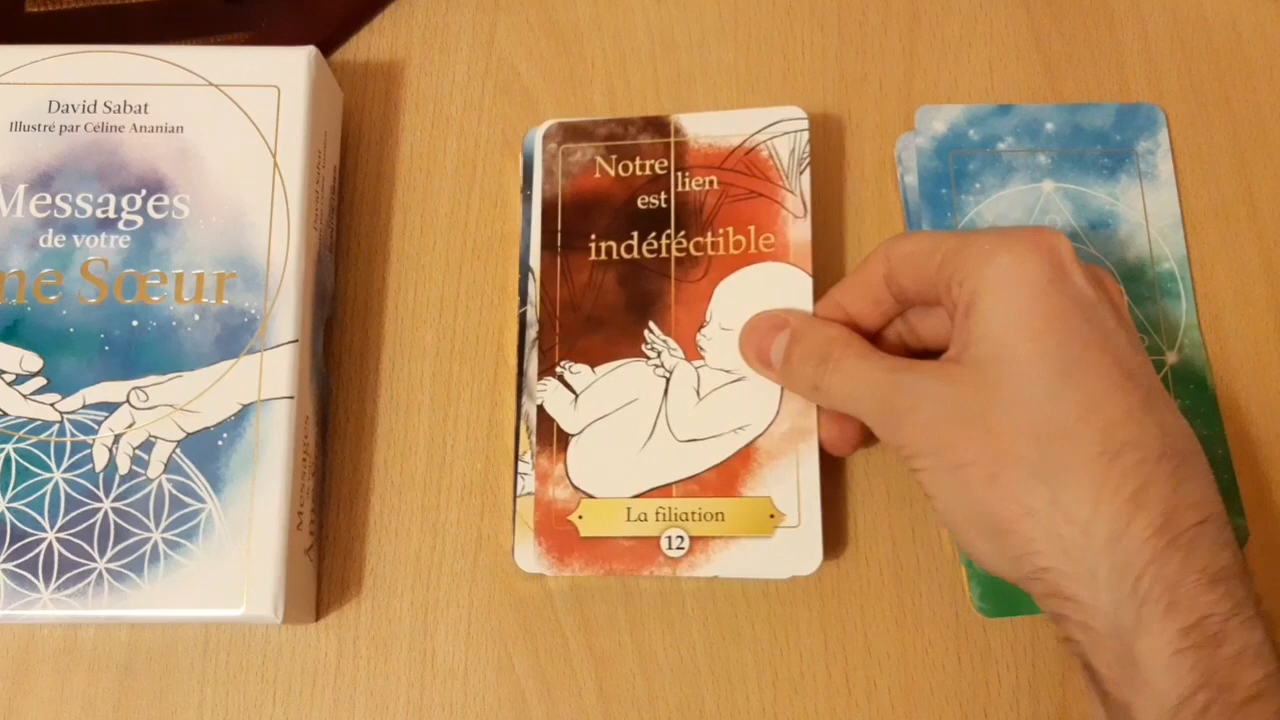 David Sabat
Illustré par Céline Ananian
Messages
de votre
me Sœur
Notre
lien
est
indéféctible
La filiation
12